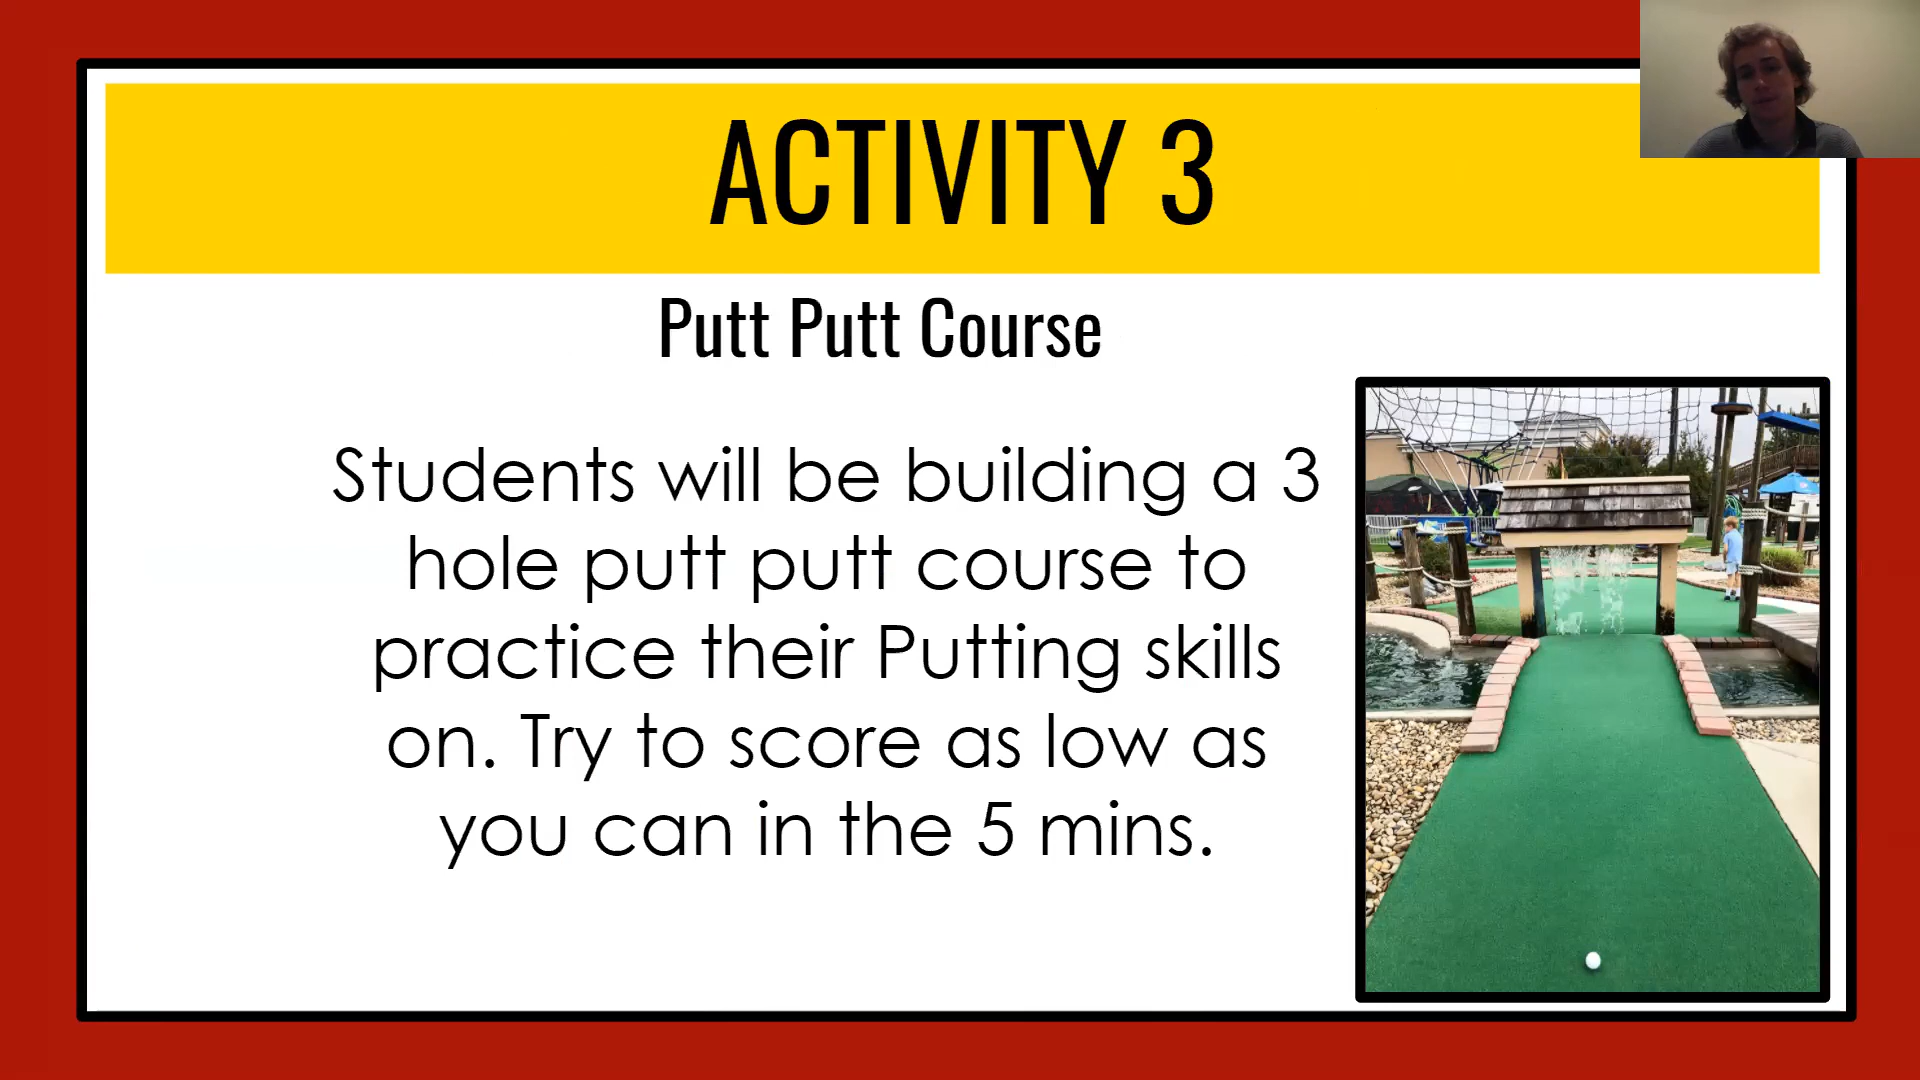 ACTIVITY 3
Putt Putt Course
Students will be building a 3
hole putt putt course to
practice their Putting skills
on. Try to score as low as
you can in the 5 mins.